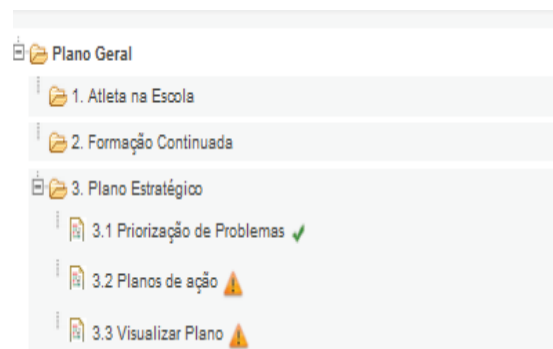 Plano Geral
1. Atleta na Escola
2. Formação Continuada
3. Plano Estratégico
3.1 Priorização de Problemas
3.2 Planos de ação
3.3 Visualizar Plano